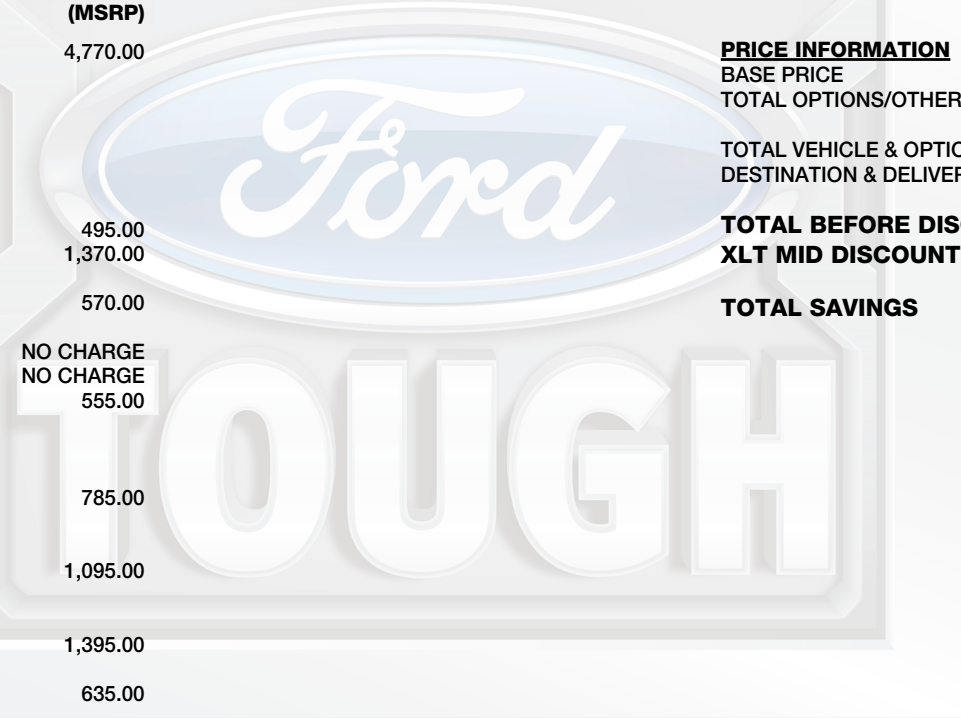 (MSRP)
4,770.00
495.00
1,370.00
570.00
NO CHARGE
NO CHARGE
555.00
785.00
1,095.00
1,395.00
635.00
PRICE INFORMATION
BASE PRICE
TOTAL OPTIONS/OTHER
TOTAL VEHICLE & OPTIO
DESTINATION & DELIVER
TOTAL BEFORE DISC
XLT MID DISCOUNT
TOTAL SAVINGS
Ford
TOUGH